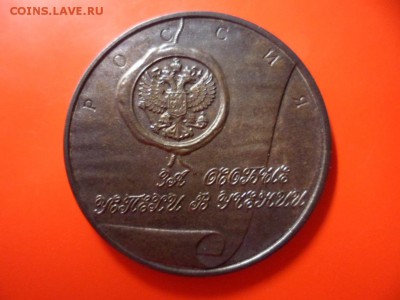 COINS.LAVE.RU
РОССИЯ
ЗА ОСОБЫЕ
УСПЕХИ В УЧЕНИИ